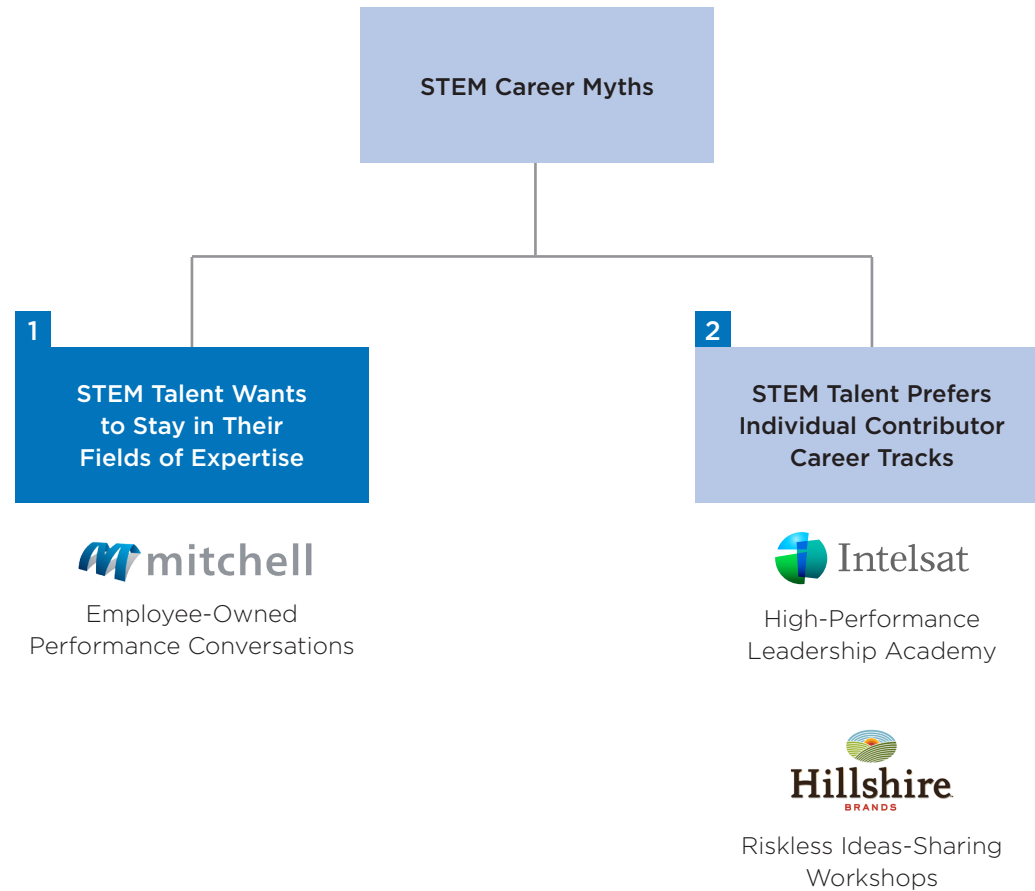 STEM Career Myths
1
STEM Talent Wants
to Stay in Their
Fields of Expertise
mitchell
Employee-Owned
Performance Conversations
2
STEM Talent Prefers
Individual Contributor
Career Tracks
Intelsat
High-Performance
Leadership Academy
Hillshire
BRANDS
Riskless Ideas-Sharing
Workshops